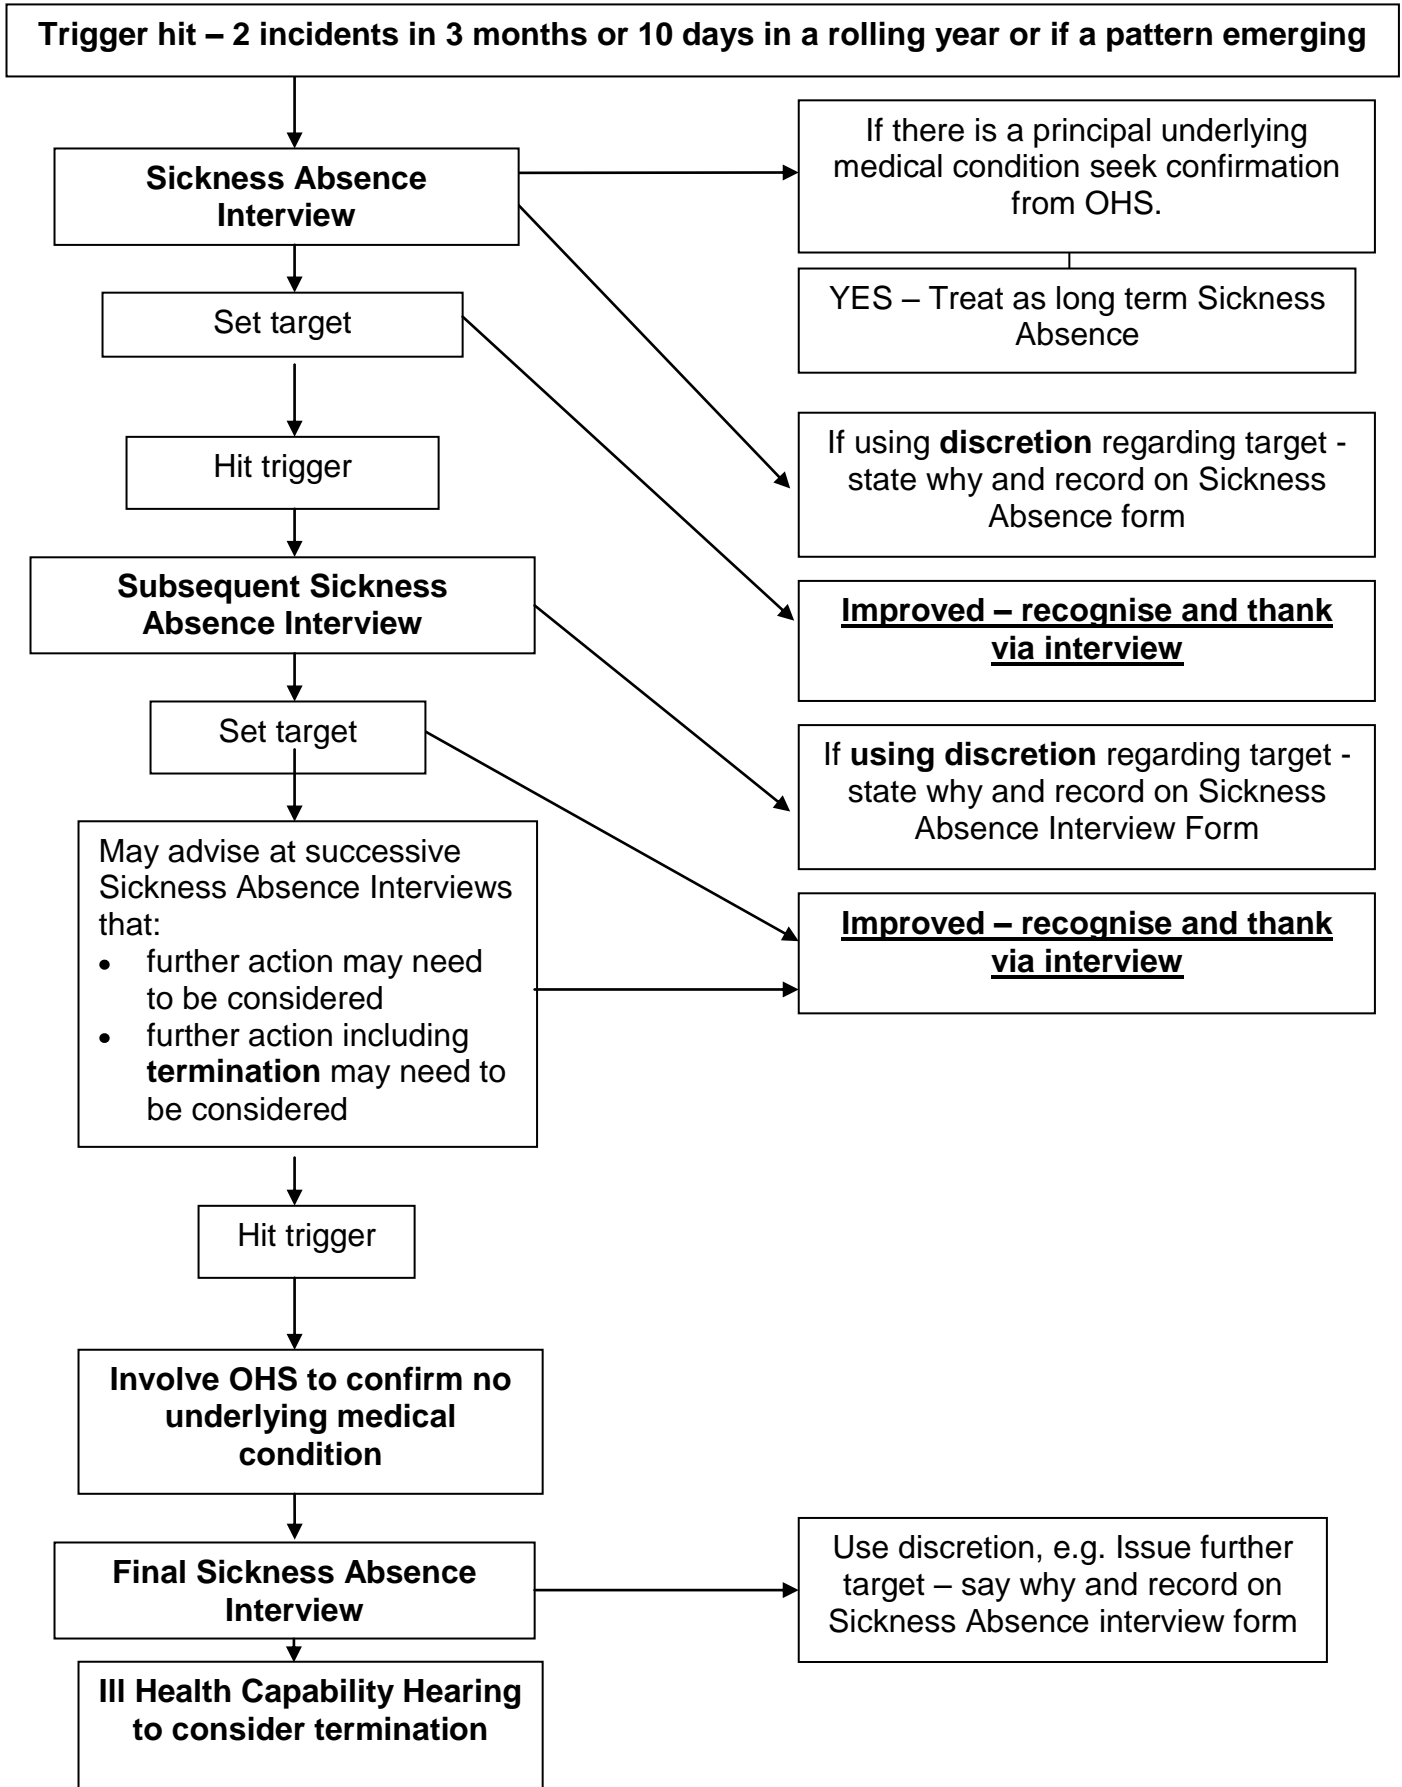 Trigger hit – 2 incidents in 3 months or 10 days in a rolling year or if a pattern emerging
Sickness Absence
Interview
If there is a principal underlying
medical condition seek confirmation
from OHS.
YES – Treat as long term Sickness
Absence
Set target
If using discretion regarding target -
state why and record on Sickness
Absence form
Hit trigger
Improved – recognise and thank
via interview
Subsequent Sickness
Absence Interview
Set target
If using discretion regarding target -
state why and record on Sickness
Absence Interview Form
May advise at successive
Sickness Absence Interviews
that:
• further action may need
to be considered
• further action including
termination may need to
be considered
Improved – recognise and thank
via interview
Hit trigger
Involve OHS to confirm no
underlying medical
condition
Final Sickness Absence
Interview
Use discretion, e.g. Issue further
target – say why and record on
Sickness Absence interview form
Ill Health Capability Hearing
to consider termination